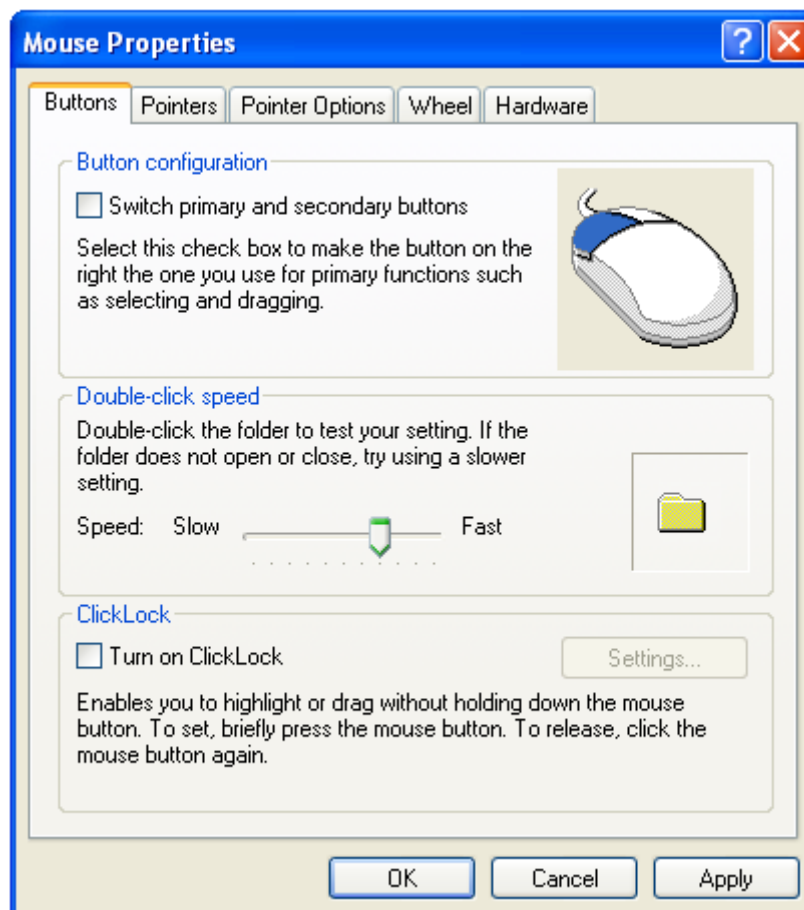 Mouse Properties
Buttons Pointers Pointer Options Wheel Hardware
Button configuration
Switch primary and secondary buttons
Select this check box to make the button on the
right the one you use for primary functions such
as selecting and dragging.
Double-click speed
Double-click the folder to test your setting. If the
folder does not open or close, try using a slower
setting.
Speed: Slow Fast
ClickLock
Turn on ClickLock Settings...
Enables you to highlight or drag without holding down the mouse
button. To set, briefly press the mouse button. To release, click the
mouse button again.
OK Cancel Apply